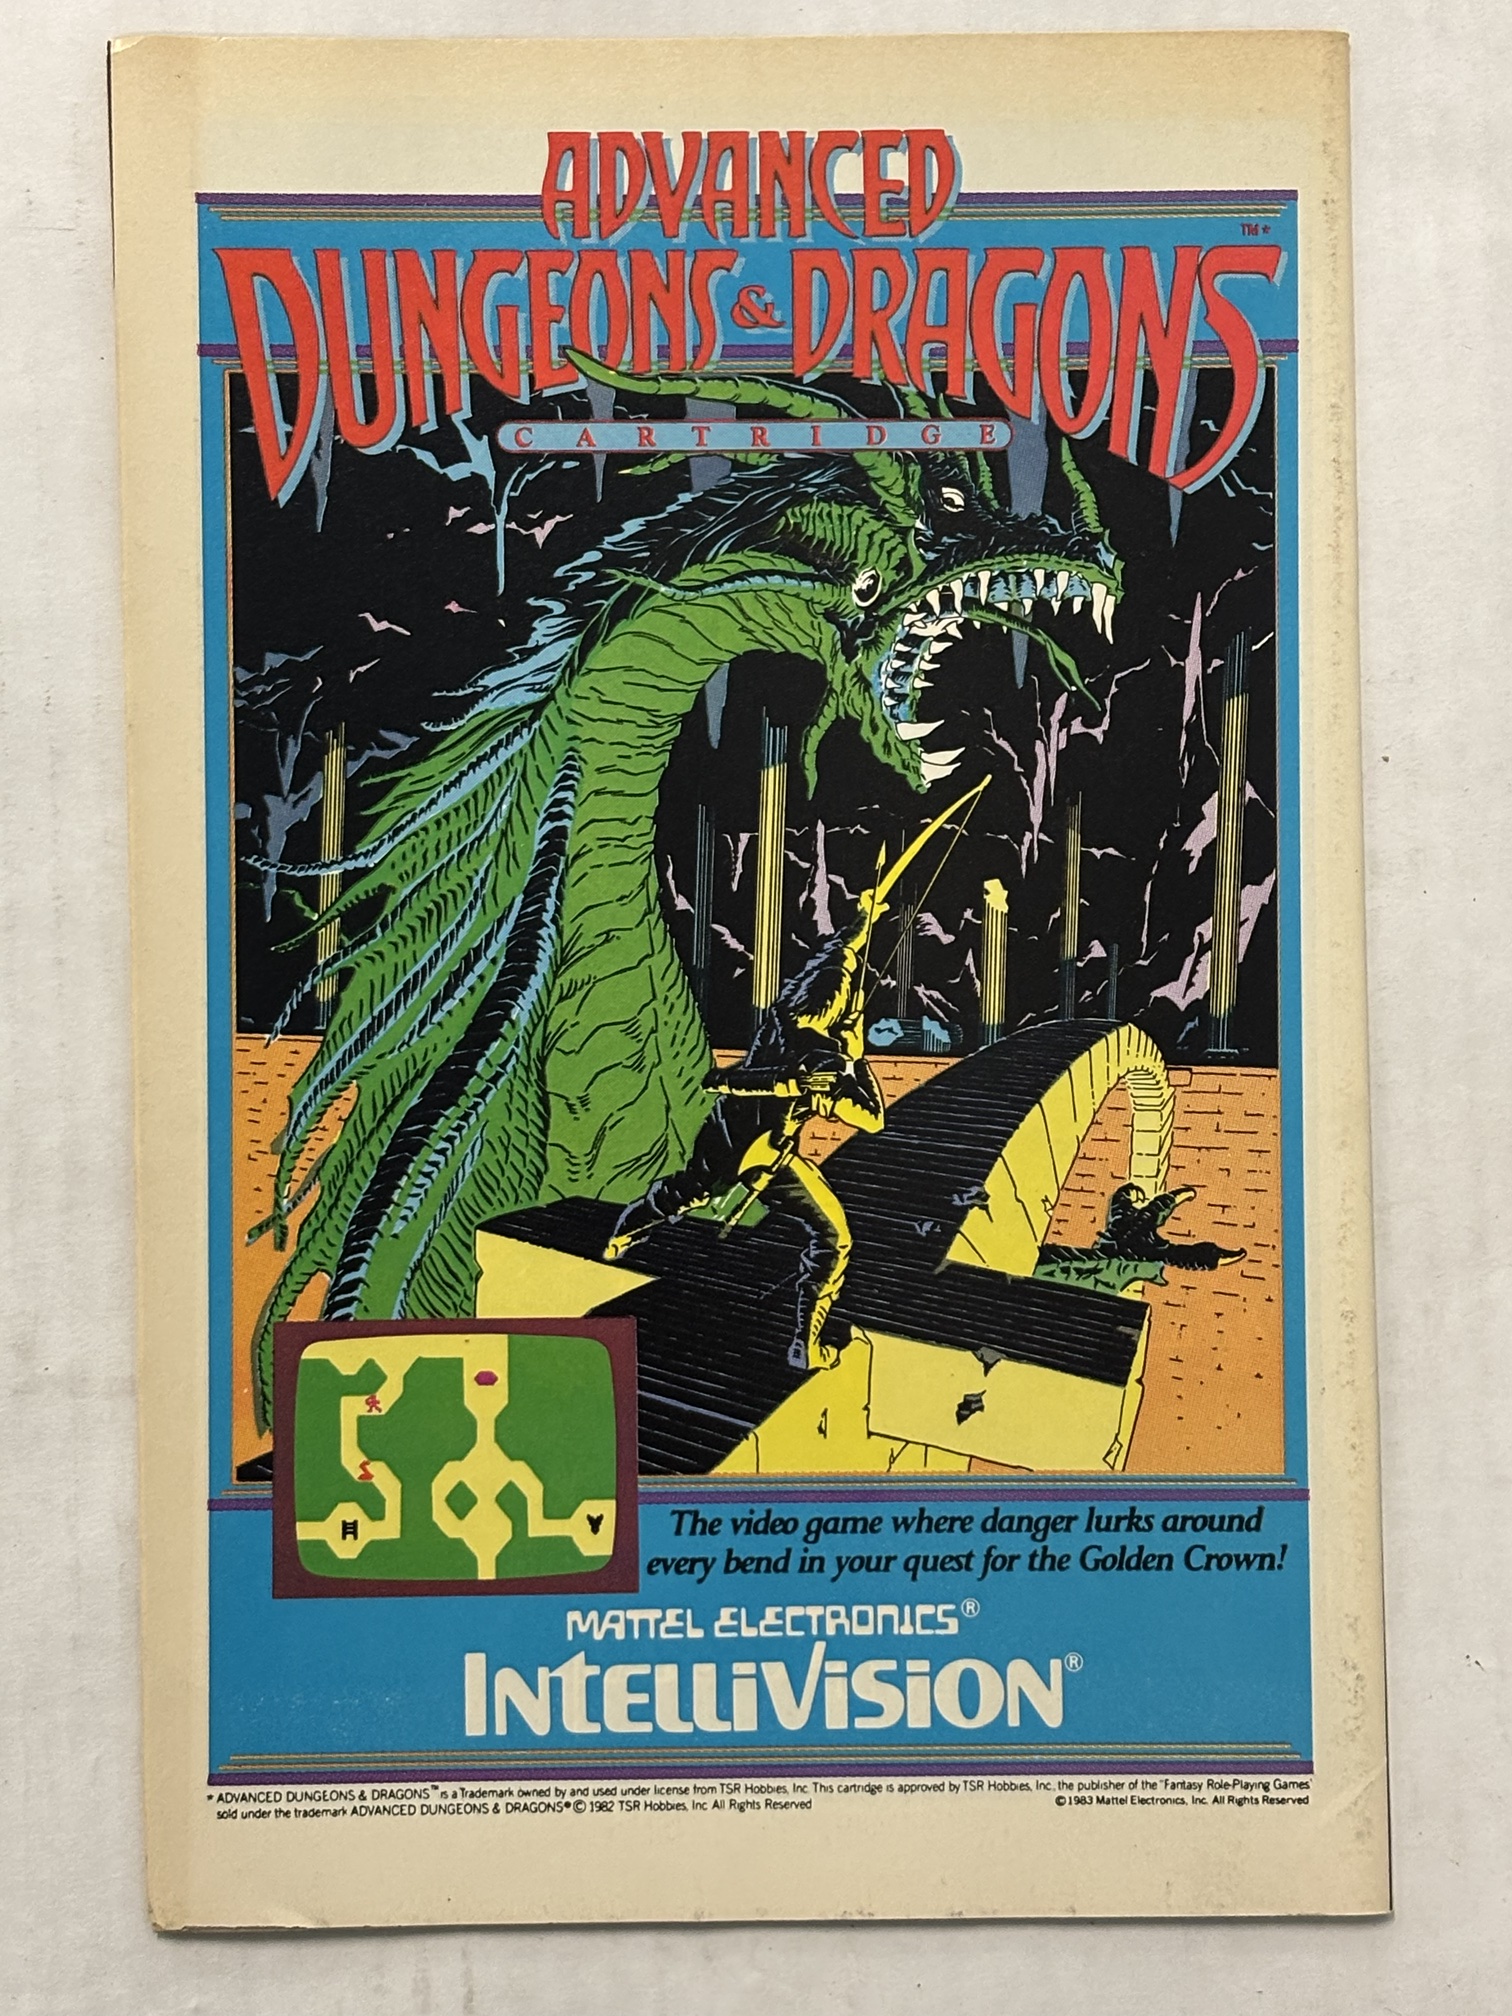 ADVANCED
TM*
DUNGEONS & DRAGONS
CARTRIDGE
The video game where danger lurks around
every bend in your quest for the Golden Crown!
MATTEL ELECTRONICS®
INTELLIVISION®
* ADVANCED DUNGEONS & DRAGONS™ is a Trademark owned by and used under license from TSR Hobbies, Inc. This cartridge is approved by TSR Hobbies, Inc., the publisher of the "Fantasy Role-Playing Games'
sold under the trademark ADVANCED DUNGEONS & DRAGONS® © 1982 TSR Hobbies, Inc. All Rights Reserved
©1983 Mattel Electronics, Inc. All Rights Reserved